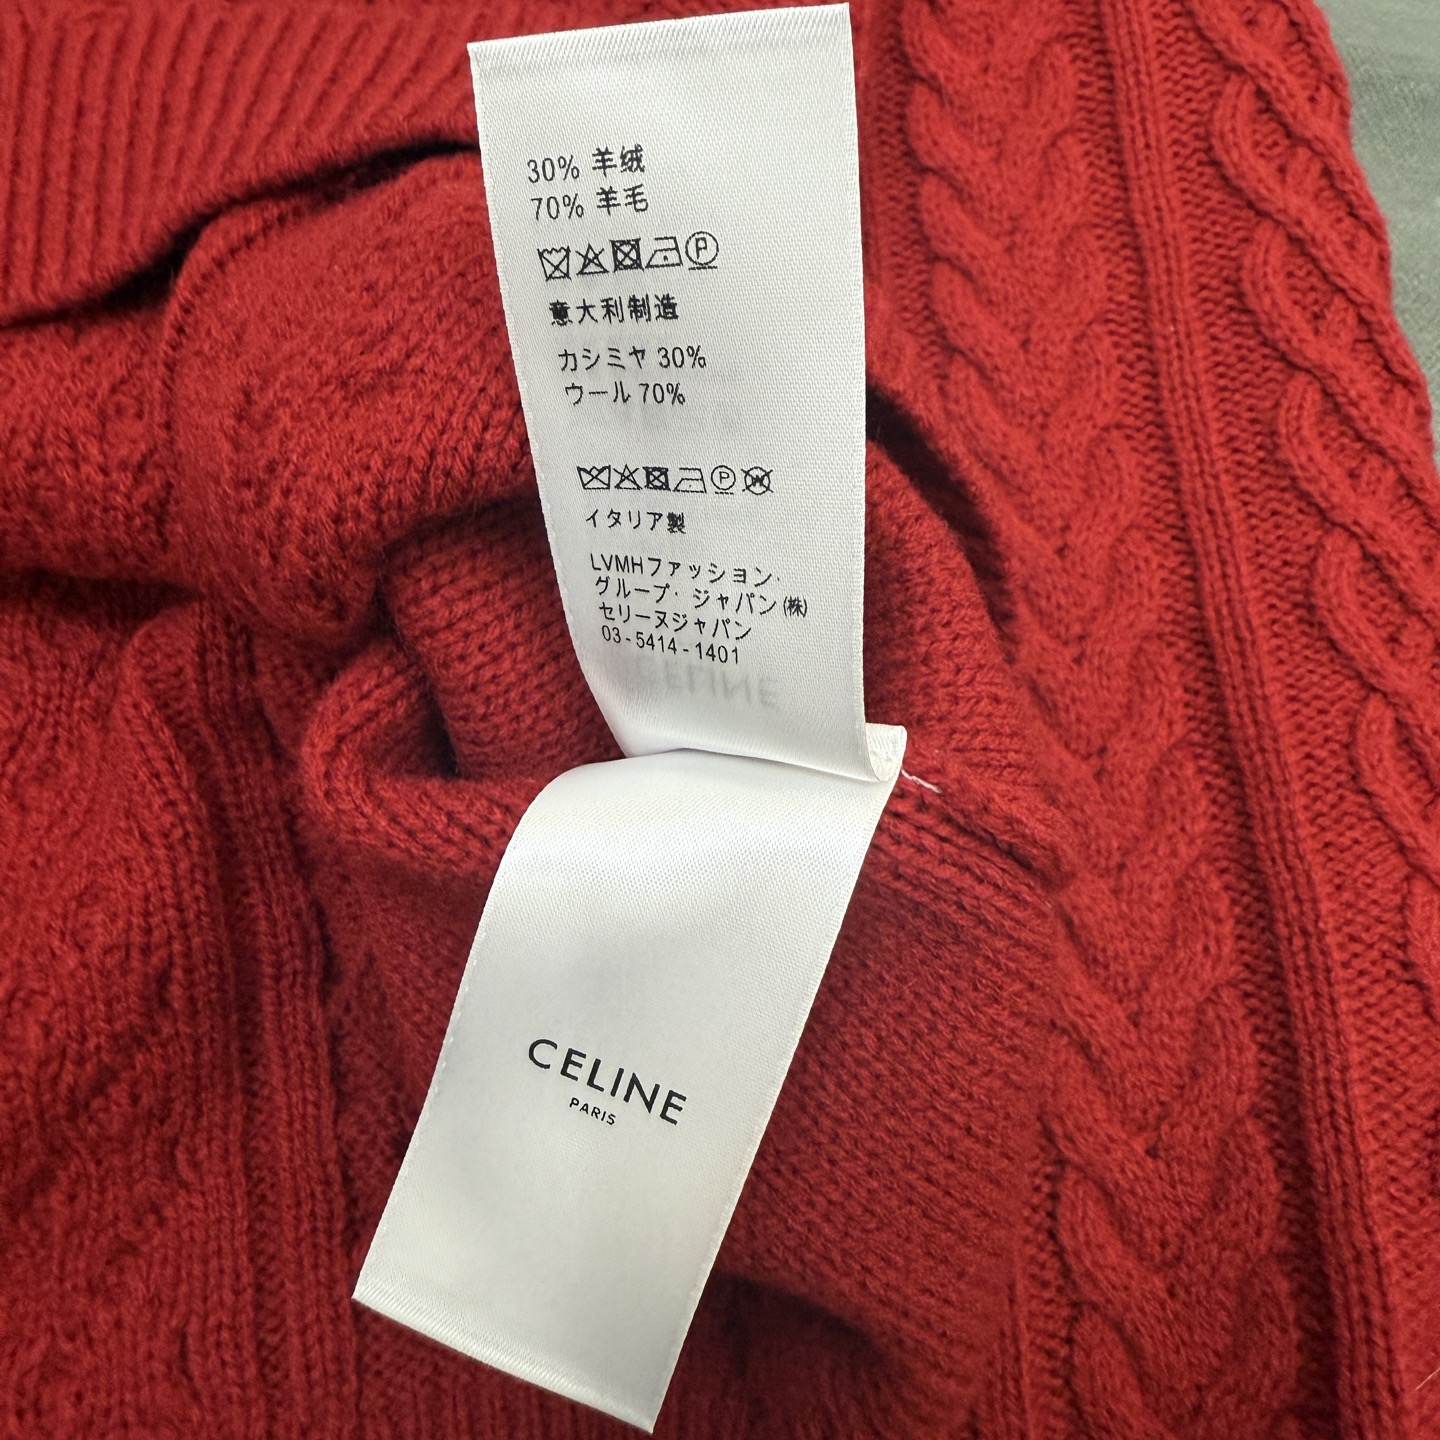 30% 羊绒
70% 羊毛
P
意大利制造
カシミヤ 30%
ウール 70%
P W
イタリア製
LVMHファッション・
グループ・ジャパン(株)
セリーヌジャパン
03-5414-1401
CELINE
CELINE
PARIS